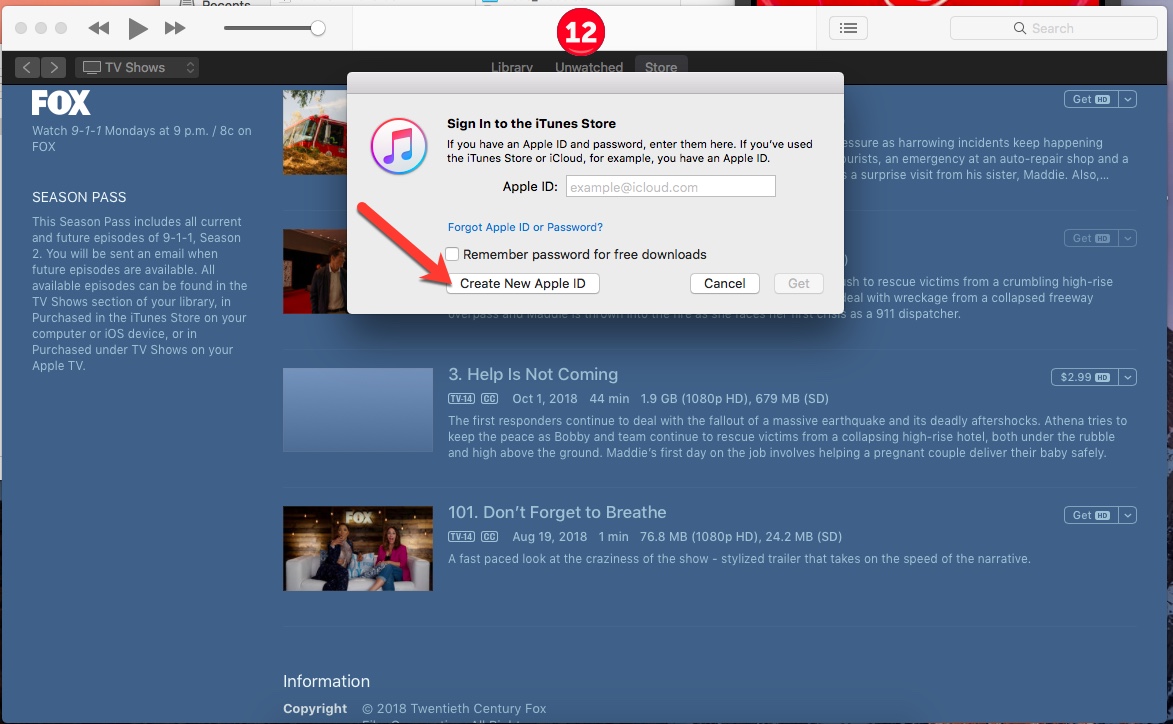 Recents
12
Search
TV Shows
Library
Unwatched
Store
FOX
Watch 9-1-1 Mondays at 9 p.m. / 8c on
FOX
SEASON PASS
This Season Pass includes all current
and future episodes of 9-1-1, Season
2. You will be sent an email when
future episodes are available. All
available episodes can be found in the
TV Shows section of your library, in
Purchased in the iTunes Store on your
computer or iOS device, or in
Purchased under TV Shows on your
Apple TV.
Sign In to the iTunes Store
If you have an Apple ID and password, enter them here. If you've used
the iTunes Store or iCloud, for example, you have an Apple ID.
Apple ID:
example@icloud.com
Forgot Apple ID or Password?
Remember password for free downloads
Create New Apple ID
Cancel
Get
Get HD
essure as harrowing incidents keep happening
ourists, an emergency at an auto-repair shop and a
s a surprise visit from his sister, Maddie. Also,...
Get HD
sh to rescue victims from a crumbling high-rise
deal with wreckage from a collapsed freeway
overpass and Maddie is thrown into the fire as she faces her first crisis as a 911 dispatcher.
3. Help Is Not Coming
$2.99 HD
TV-14 CC Oct 1, 2018 44 min 1.9 GB (1080p HD), 679 MB (SD)
The first responders continue to deal with the fallout of a massive earthquake and its deadly aftershocks. Athena tries to
keep the peace as Bobby and team continue to rescue victims from a collapsing high-rise hotel, both under the rubble
and high above the ground. Maddie's first day on the job involves helping a pregnant couple deliver their baby safely.
FOX
101. Don't Forget to Breathe
Get HD
TV-14 CC Aug 19, 2018 1 min 76.8 MB (1080p HD), 24.2 MB (SD)
A fast paced look at the craziness of the show - stylized trailer that takes on the speed of the narrative.
Information
Copyright © 2018 Twentieth Century Fox